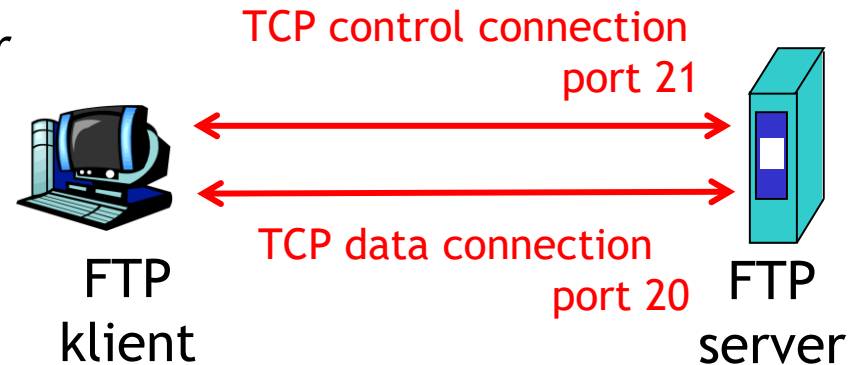 r
TCP control connection
port 21
TCP data connection
port 20
FTP
klient
FTP
server